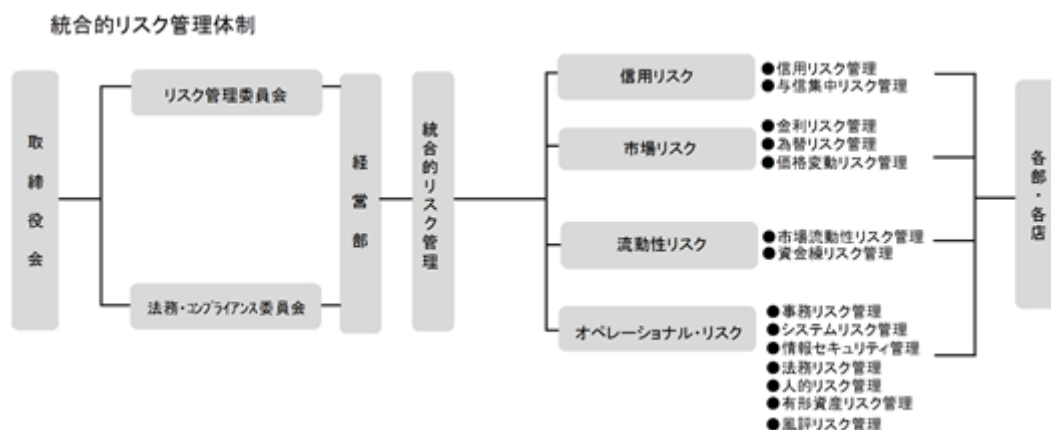 統合的リスク管理体制
取締役会
リスク管理委員会
法務・コンプライアンス委員会
経営部
統合的リスク管理
信用リスク
●信用リスク管理
●与信集中リスク管理
市場リスク
●金利リスク管理
●為替リスク管理
●価格変動リスク管理
流動性リスク
●市場流動性リスク管理
●資金繰リスク管理
オペレーショナル・リスク
●事務リスク管理
●システムリスク管理
●情報セキュリティ管理
●法務リスク管理
●人的リスク管理
●有形資産リスク管理
●風評リスク管理
各部・各店